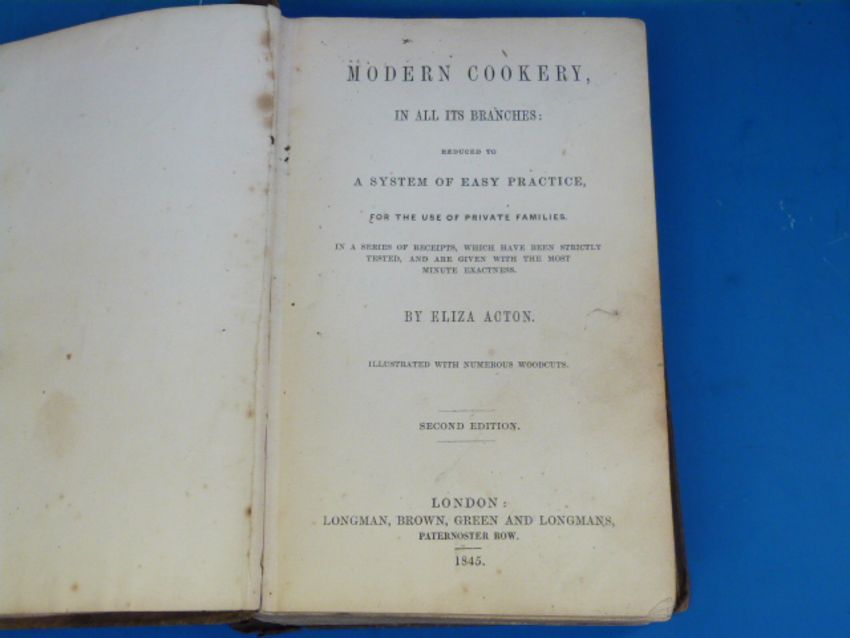 MODERN COOKERY,
IN ALL ITS BRANCHES:
REDUCED TO
A SYSTEM OF EASY PRACTICE,
FOR THE USE OF PRIVATE FAMILIES.
IN A SERIES OF RECEIPTS, WHICH HAVE BEEN STRICTLY
TESTED, AND ARE GIVEN WITH THE MOST
MINUTE EXACTNESS.
BY ELIZA ACTON.
ILLUSTRATED WITH NUMEROUS WOODCUTS.
SECOND EDITION.
LONDON:
LONGMAN, BROWN, GREEN AND LONGMANS,
PATERNOSTER ROW.
1845.